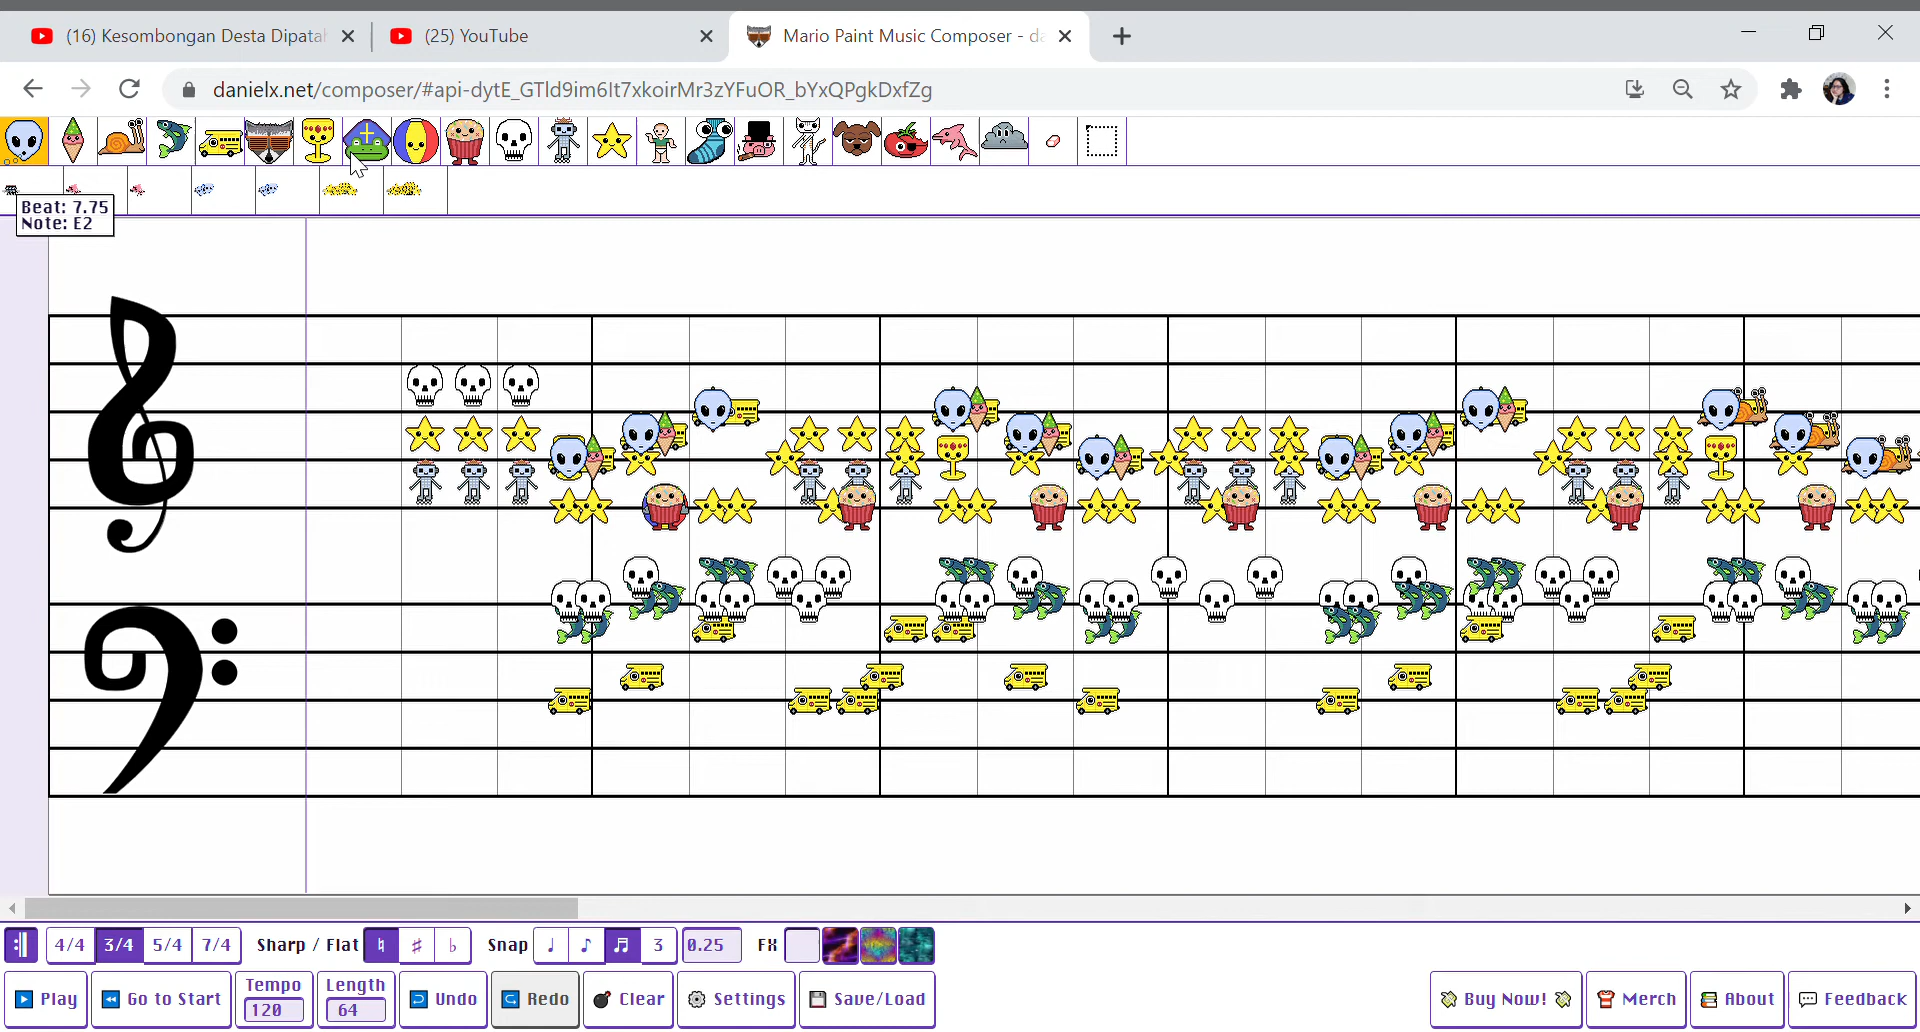 (16) Kesombongan Desta Dipatah
(25) YouTube
Mario Paint Music Composer - da
danielx.net/composer/#api-dytE_GTld9im6It7xkoirMr3zYFuOR_bYxQPgkDxfZg
Beat: 7.75
Note: E2
4/4 3/4 5/4 7/4 Sharp / Flat ♮ ♯ ♭ Snap 3 0.25 FX
Play Go to Start Tempo 120 Length 64 Undo Redo Clear Settings Save/Load Buy Now! Merch About Feedback